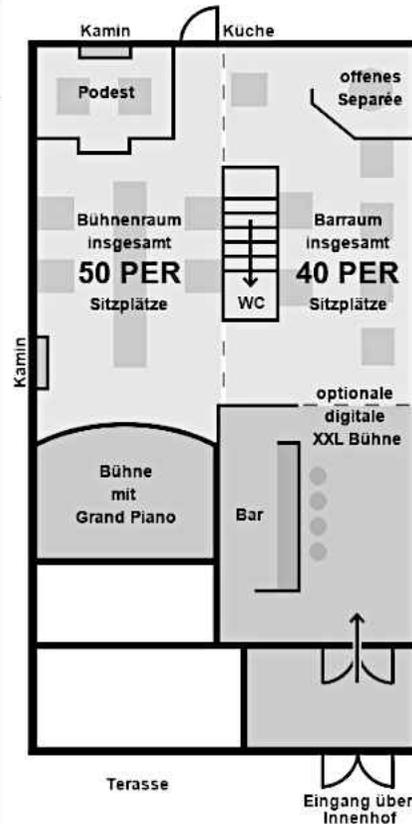 Kamin
Küche
Podest
offenes
Separée
Bühnenraum
insgesamt
50 PER
Sitzplätze
Barraum
insgesamt
40 PER
Sitzplätze
WC
Kamin
optionale
digitale
XXL Bühne
Bühne
mit
Grand Piano
Bar
Terasse
Eingang über
Innenhof